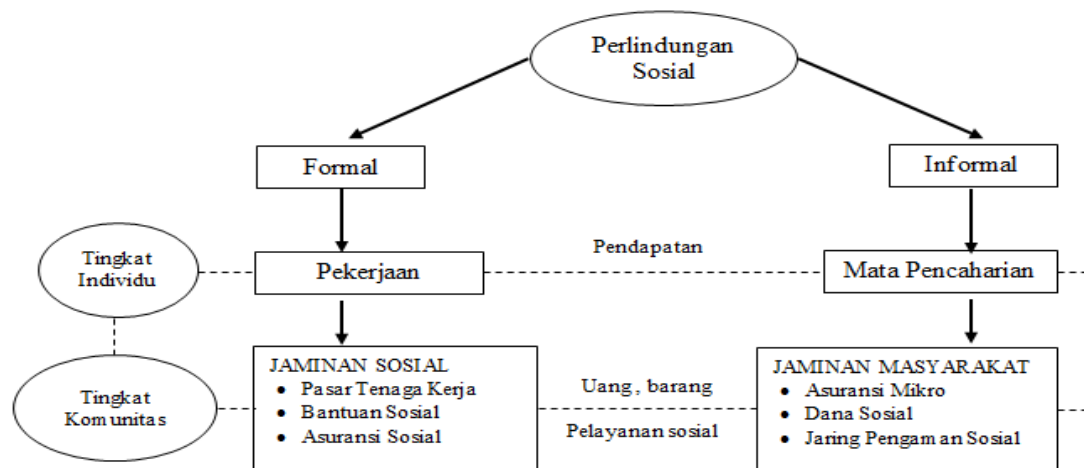 Perlindungan
Sosial
Formal
Informal
Tingkat
Individu
Pekerjaan
Pendapatan
Mata Pencaharian
Tingkat
Komunitas
JAMINAN SOSIAL
• Pasar Tenaga Kerja
• Bantuan Sosial
• Asuransi Sosial
Uang , barang
Pelayanan sosial
JAMINAN MASYARAKAT
• Asuransi Mikro
• Dana Sosial
• Jaring Pengaman Sosial